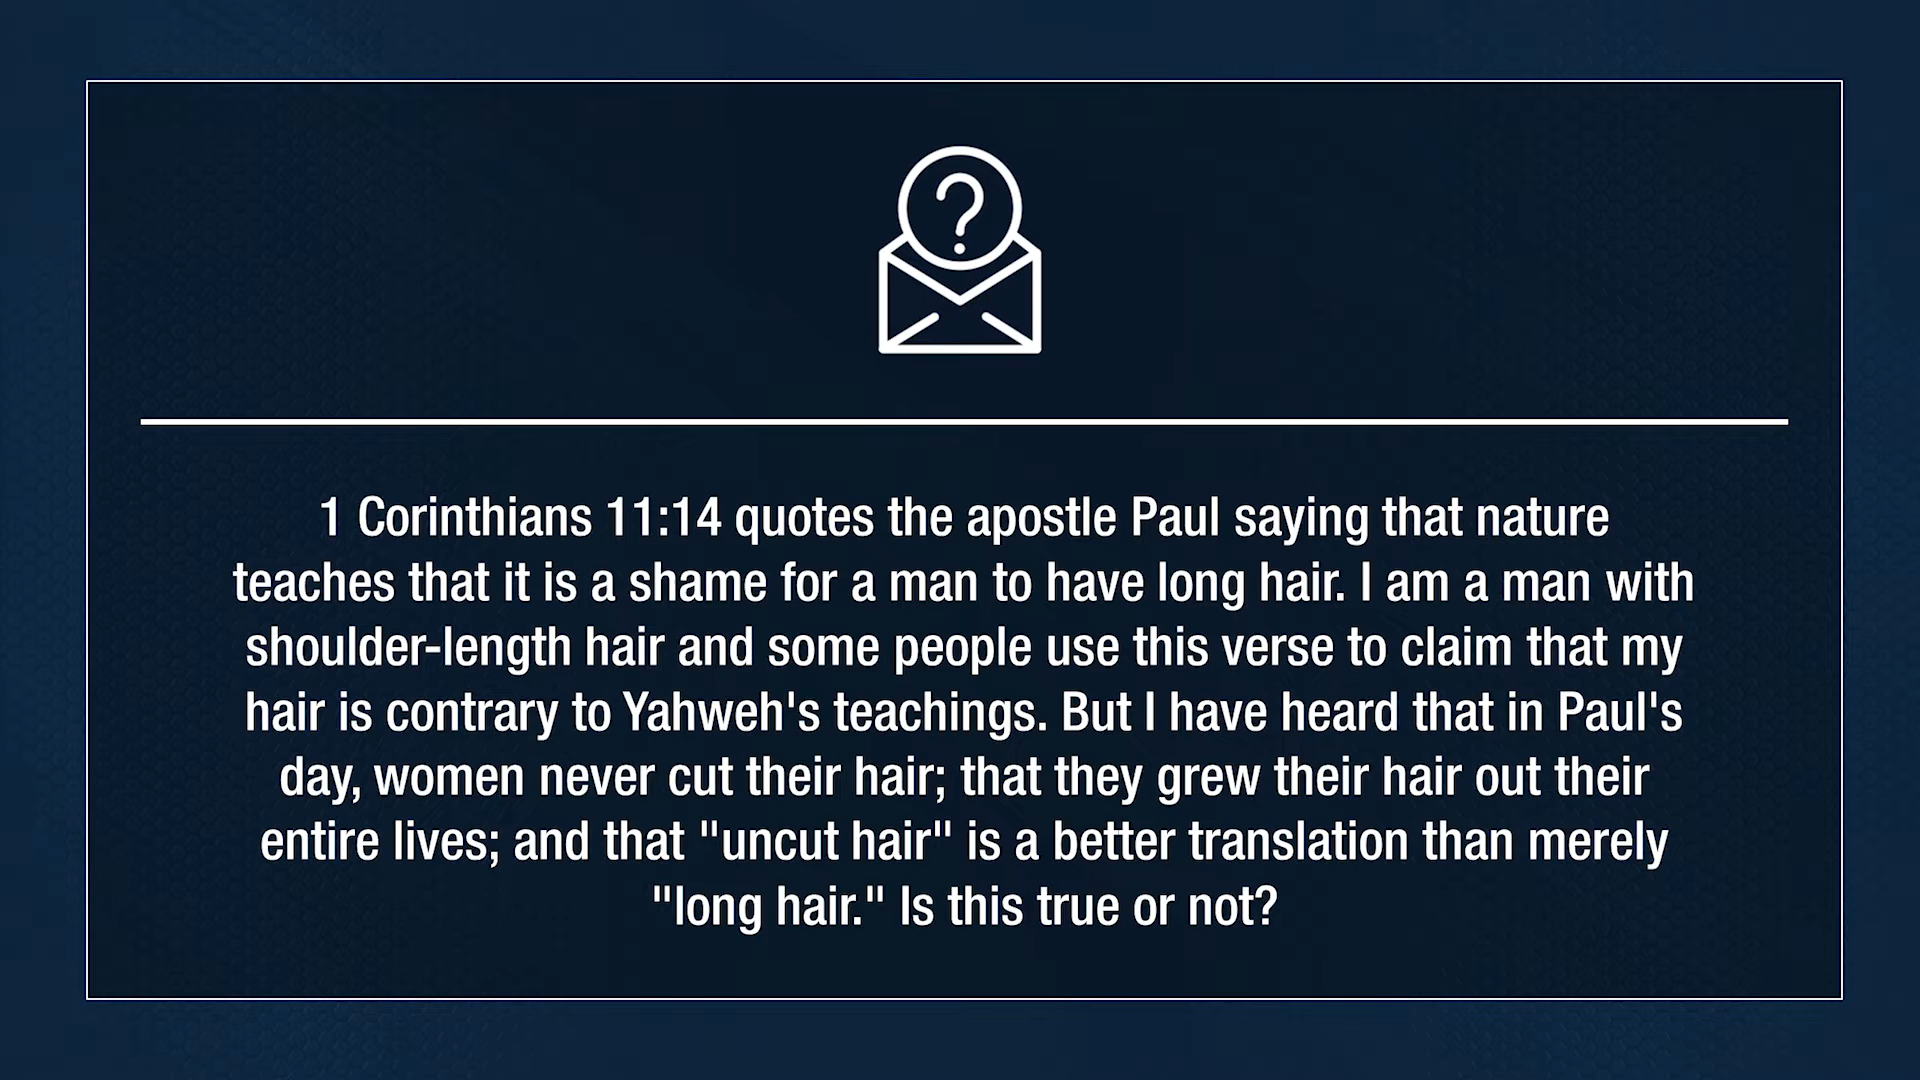 ?
1 Corinthians 11:14 quotes the apostle Paul saying that nature
teaches that it is a shame for a man to have long hair. I am a man with
shoulder-length hair and some people use this verse to claim that my
hair is contrary to Yahweh's teachings. But I have heard that in Paul's
day, women never cut their hair; that they grew their hair out their
entire lives; and that "uncut hair" is a better translation than merely
"long hair." Is this true or not?